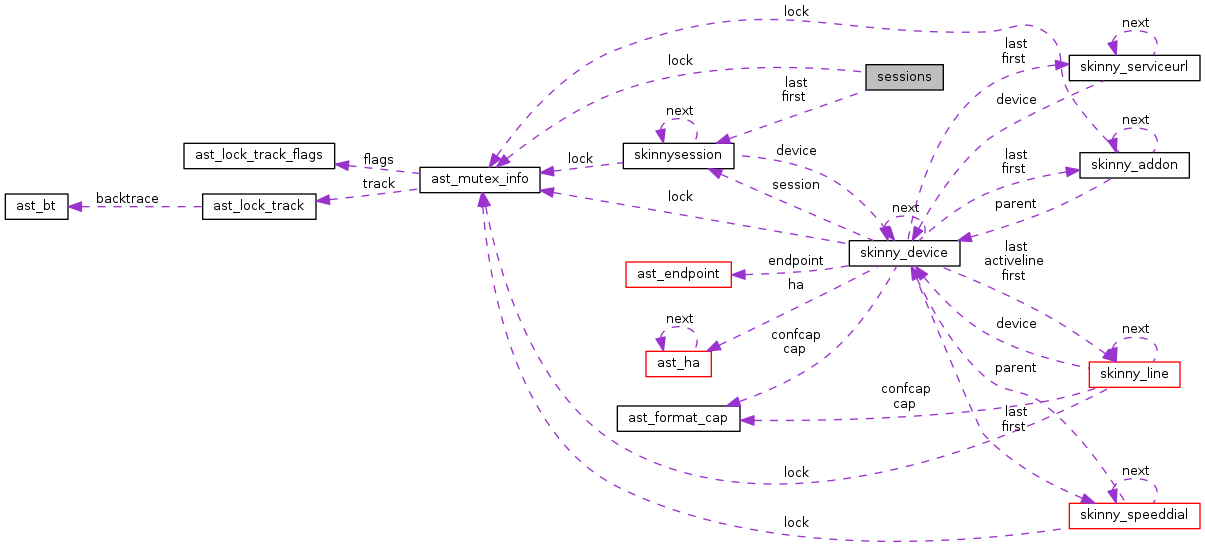 lock
next
last
first
skinny_serviceurl
lock
sessions
last
first
device
next
next
skinnysession
lock
device
last
first
skinny_addon
ast_lock_track_flags
flags
ast_mutex_info
track
session
parent
ast_bt
backtrace
ast_lock_track
lock
next
skinny_device
last
activeline
first
endpoint
ast_endpoint
ha
next
ast_ha
confcap
cap
device
next
skinny_line
parent
confcap
cap
ast_format_cap
last
first
lock
next
skinny_speeddial
lock